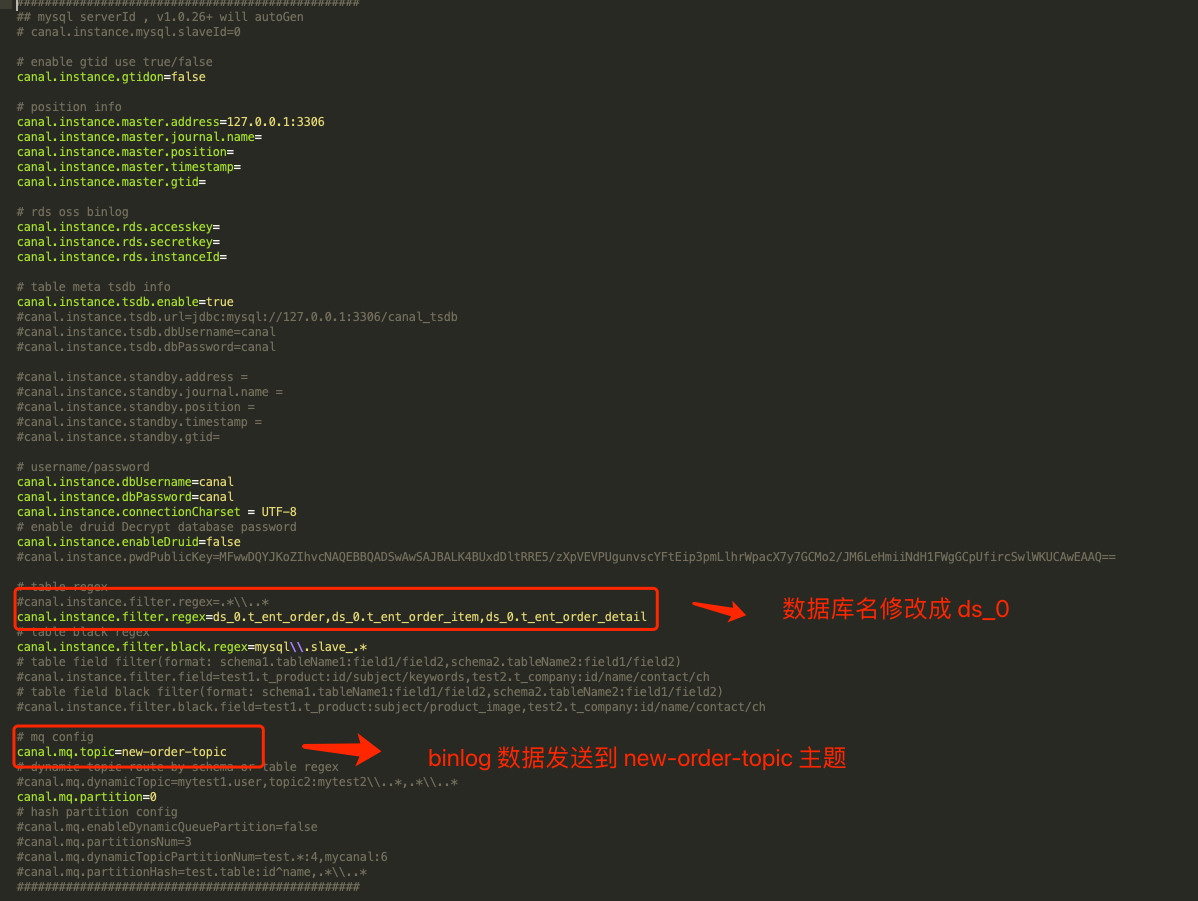 #################################################
## mysql serverId , v1.0.26+ will autoGen
# canal.instance.mysql.slaveId=0
# enable gtid use true/false
canal.instance.gtidon=false
# position info
canal.instance.master.address=127.0.0.1:3306
canal.instance.master.journal.name=
canal.instance.master.position=
canal.instance.master.timestamp=
canal.instance.master.gtid=
# rds oss binlog
canal.instance.rds.accesskey=
canal.instance.rds.secretkey=
canal.instance.rds.instanceId=
# table meta tsdb info
canal.instance.tsdb.enable=true
#canal.instance.tsdb.url=jdbc:mysql://127.0.0.1:3306/canal_tsdb
#canal.instance.tsdb.dbUsername=canal
#canal.instance.tsdb.dbPassword=canal
#canal.instance.standby.address =
#canal.instance.standby.journal.name =
#canal.instance.standby.position =
#canal.instance.standby.timestamp =
#canal.instance.standby.gtid=
# username/password
canal.instance.dbUsername=canal
canal.instance.dbPassword=canal
canal.instance.connectionCharset = UTF-8
# enable druid Decrypt database password
canal.instance.enableDruid=false
#canal.instance.pwdPublicKey=MFwwDQYJKoZIhvcNAQEBBQADSwAwSAJBALK4BUxdDltRRE5/zXpVEVPUgunvscYFtEip3pmLlhrWpacX7y7GCMo2/JM6LeHmiiNdH1FWgGCpUfircSwlWKUCAwEAAQ==
# table regex
#canal.instance.filter.regex=.*\\..*
canal.instance.filter.regex=ds_0.t_ent_order,ds_0.t_ent_order_item,ds_0.t_ent_order_detail
数据库名修改成 ds_0
# table black regex
canal.instance.filter.black.regex=mysql\\.slave_.*
# table field filter(format: schema1.tableName1:field1/field2,schema2.tableName2:field1/field2)
#canal.instance.filter.field=test1.t_product:id/subject/keywords,test2.t_company:id/name/contact/ch
# table field black filter(format: schema1.tableName1:field1/field2,schema2.tableName2:field1/field2)
#canal.instance.filter.black.field=test1.t_product:subject/product_image,test2.t_company:id/name/contact/ch
# mq config
canal.mq.topic=new-order-topic
binlog 数据发送到 new-order-topic 主题
# dynamic topic route by schema or table regex
#canal.mq.dynamicTopic=mytest1.user,topic2:mytest2\\..*,.*\\..*
canal.mq.partition=0
# hash partition config
#canal.mq.enableDynamicQueuePartition=false
#canal.mq.partitionsNum=3
#canal.mq.dynamicTopicPartitionNum=test.*:4,mycanal:6
#canal.mq.partitionHash=test.table:id^name,.*\\..*
#################################################